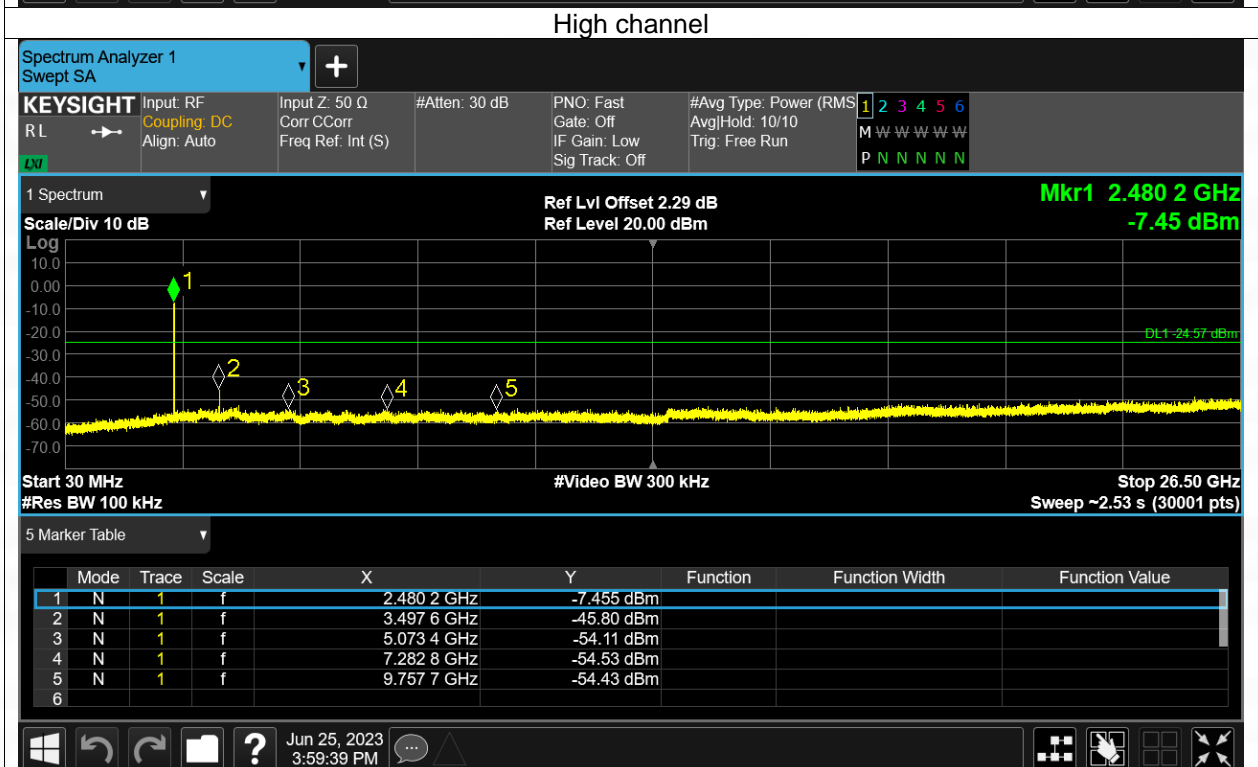 High channel
Spectrum Analyzer 1
Swept SA
KEYSIGHT Input: RF Input Z: 50 Ω #Atten: 30 dB PNO: Fast #Avg Type: Power (RMS 1 2 3 4 5 6
RL Coupling: DC Corr CCorr Gate: Off Avg|Hold: 10/10 M W W W W W
Align: Auto Freq Ref: Int (S) IF Gain: Low Trig: Free Run
LXI Sig Track: Off P N N N N N
1 Spectrum Ref Lvl Offset 2.29 dB Mkr1 2.480 2 GHz
Scale/Div 10 dB Ref Level 20.00 dBm -7.45 dBm
Log
10.0
0.00 1
-10.0
-20.0 DL1 -24.57 dBm
-30.0
-40.0 2
-50.0 3 4 5
-60.0
-70.0
Start 30 MHz #Video BW 300 kHz Stop 26.50 GHz
#Res BW 100 kHz Sweep ~2.53 s (30001 pts)
5 Marker Table
Mode Trace Scale X Y Function Function Width Function Value
1 N 1 f 2.480 2 GHz -7.455 dBm
2 N 1 f 3.497 6 GHz -45.80 dBm
3 N 1 f 5.073 4 GHz -54.11 dBm
4 N 1 f 7.282 8 GHz -54.53 dBm
5 N 1 f 9.757 7 GHz -54.43 dBm
6
? Jun 25, 2023
3:59:39 PM